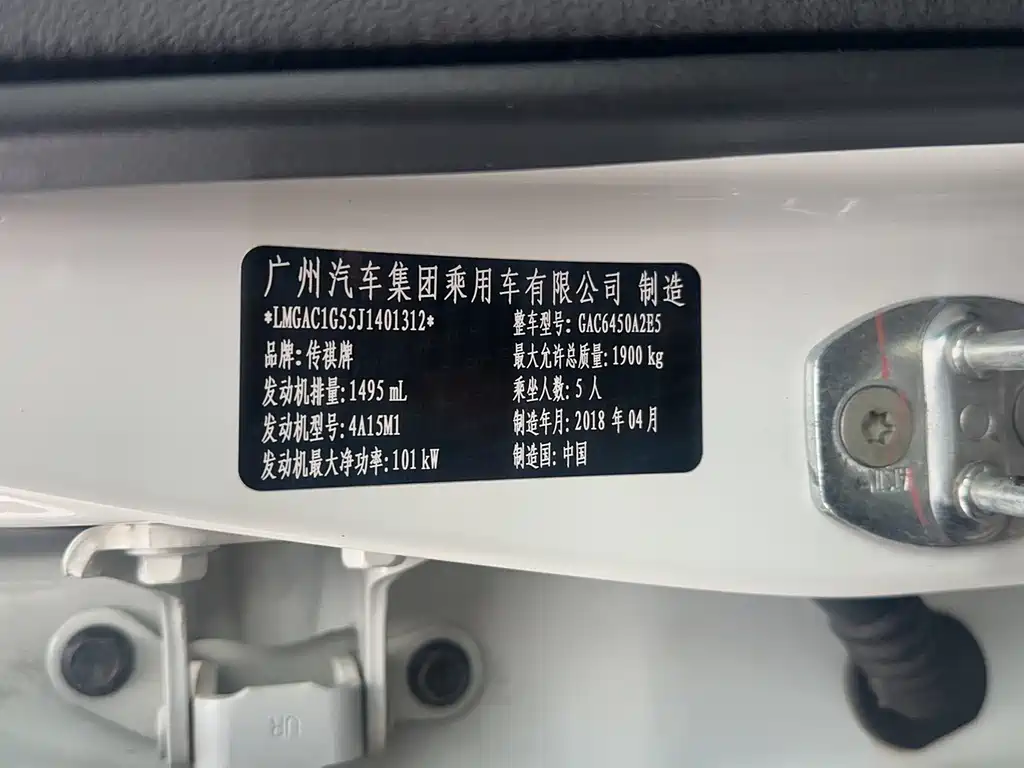 广州汽车集团乘用车有限公司 制造
*LMGAC1G55J1401312*
整车型号: GAC6450A2E5
品牌: 传祺牌
最大允许总质量: 1900 kg
发动机排量: 1495 mL
乘坐人数: 5 人
发动机型号: 4A15M1
制造年月: 2018 年 04 月
发动机最大净功率: 101 kW
制造国: 中国
UR